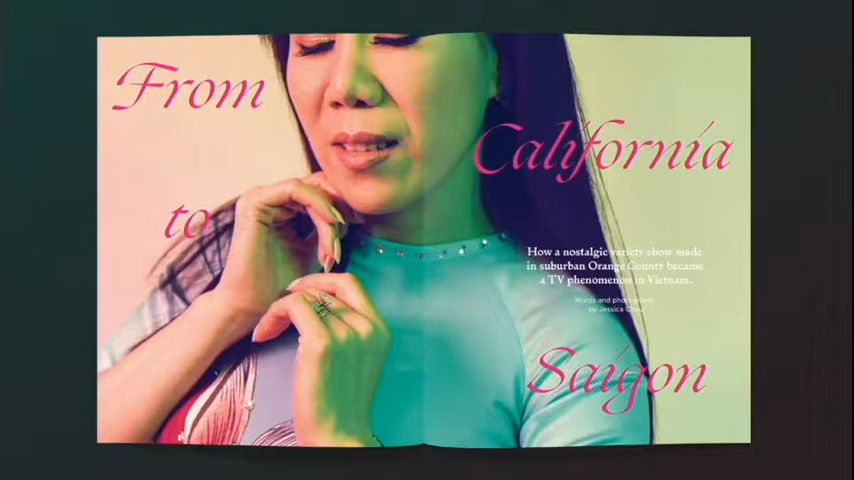 From
California
to
How a nostalgic variety show made
in suburban Orange County became
a TV phenomenon in Vietnam.
Words and photograph
by Jessica
Saigon